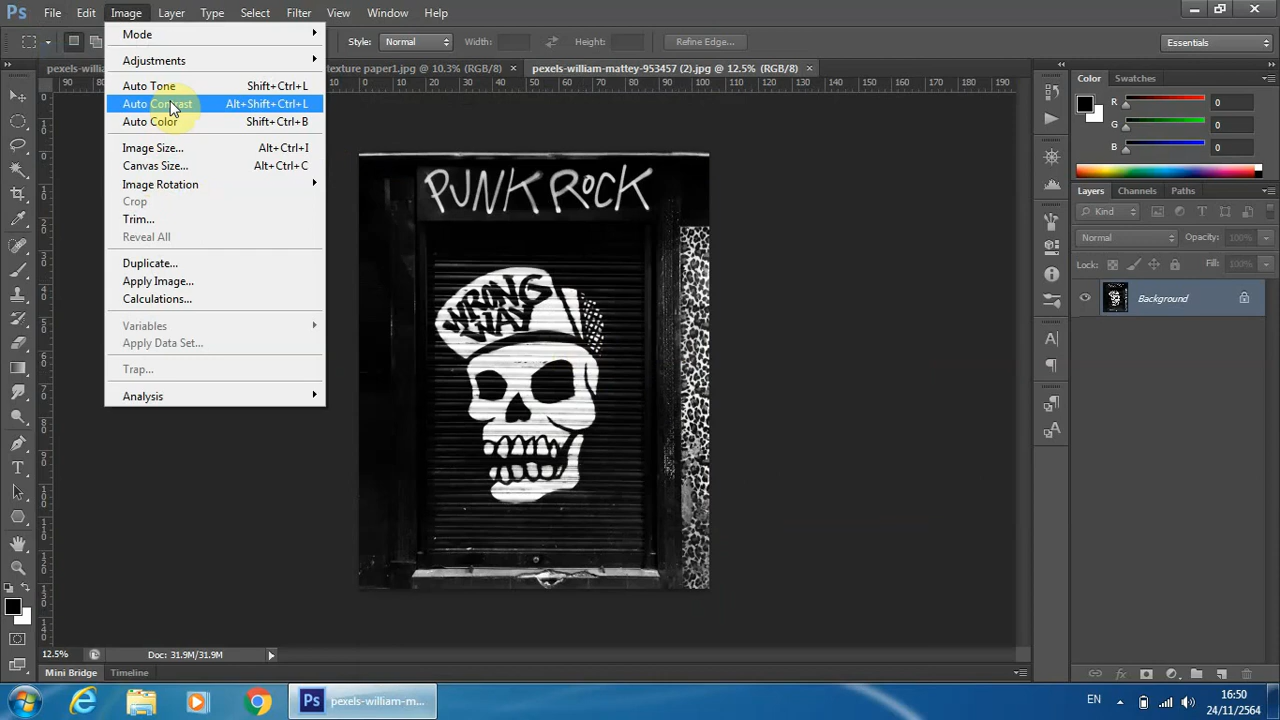 Ps File Edit Image Layer Type Select Filter View Window Help
Style: Normal Width: Height: Refine Edge... Essentials
texture paper1.jpg @ 10.3% (RGB/8) × pexels-william-mattey-953457 (2).jpg @ 12.5% (RGB/8) ×
Mode
Adjustments
Auto Tone Shift+Ctrl+L
Auto Contrast Alt+Shift+Ctrl+L
Auto Color Shift+Ctrl+B
Image Size... Alt+Ctrl+I
Canvas Size... Alt+Ctrl+C
Image Rotation
Crop
Trim...
Reveal All
Duplicate...
Apply Image...
Calculations...
Variables
Apply Data Set...
Trap...
Analysis
PUNK ROCK
WRONG
WAY
Color Swatches
R 0
G 0
B 0
Layers Channels Paths
Kind
Normal Opacity:
Lock: Fill:
Background
12.5% Doc: 31.9M/31.9M
Mini Bridge Timeline
Ps pexels-william-m...
EN 16:50
24/11/2564